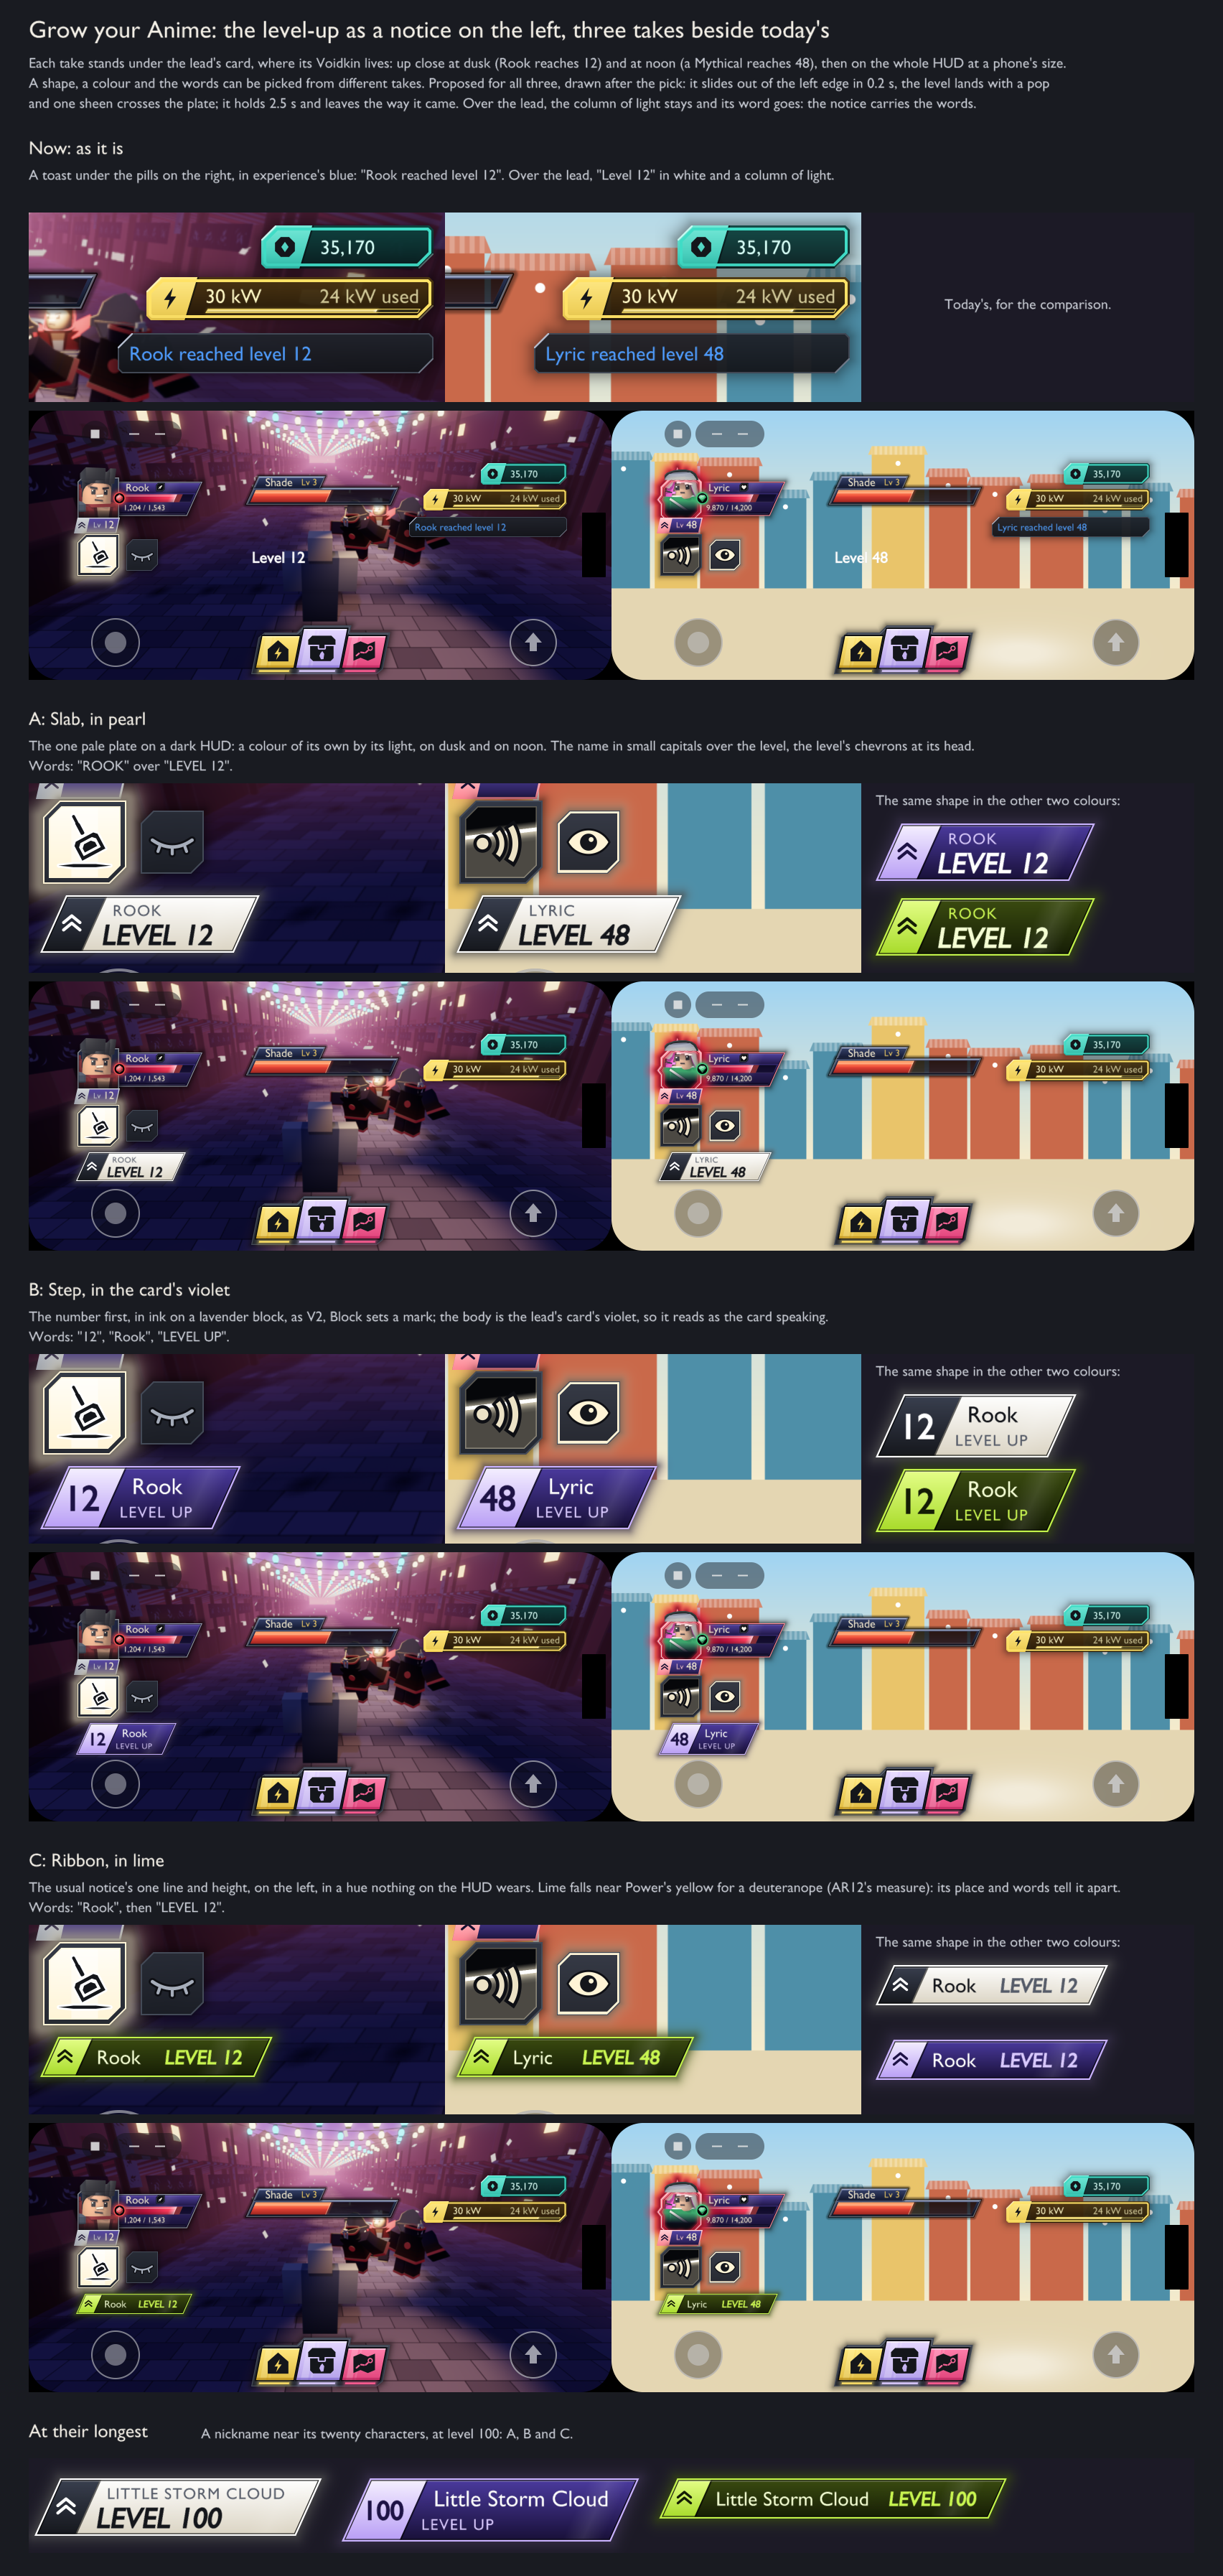 Grow your Anime: the level-up as a notice on the left, three takes beside today's
Each take stands under the lead's card, where its Voidkin lives: up close at dusk (Rook reaches 12) and at noon (a Mythical reaches 48), then on the whole HUD at a phone's size.
A shape, a colour and the words can be picked from different takes. Proposed for all three, drawn after the pick: it slides out of the left edge in 0.2 s, the level lands with a pop
and one sheen crosses the plate; it holds 2.5 s and leaves the way it came. Over the lead, the column of light stays and its word goes: the notice carries the words.
Now: as it is
A toast under the pills on the right, in experience's blue: "Rook reached level 12". Over the lead, "Level 12" in white and a column of light.
35,170
30 kW 24 kW used
Rook reached level 12
35,170
30 kW 24 kW used
Lyric reached level 48
Today's, for the comparison.
Rook
1,204 / 1,543
Lv 12
Shade Lv 3
35,170
30 kW 24 kW used
Rook reached level 12
Level 12
Lyric
9,870 / 14,200
Lv 48
Shade Lv 3
35,170
30 kW 24 kW used
Lyric reached level 48
Level 48
A: Slab, in pearl
The one pale plate on a dark HUD: a colour of its own by its light, on dusk and on noon. The name in small capitals over the level, the level's chevrons at its head.
Words: "ROOK" over "LEVEL 12".
ROOK
LEVEL 12
LYRIC
LEVEL 48
The same shape in the other two colours:
ROOK
LEVEL 12
ROOK
LEVEL 12
Rook
1,204 / 1,543
Lv 12
Shade Lv 3
35,170
30 kW 24 kW used
ROOK
LEVEL 12
Lyric
9,870 / 14,200
Lv 48
Shade Lv 3
35,170
30 kW 24 kW used
LYRIC
LEVEL 48
B: Step, in the card's violet
The number first, in ink on a lavender block, as V2, Block sets a mark; the body is the lead's card's violet, so it reads as the card speaking.
Words: "12", "Rook", "LEVEL UP".
12 Rook
LEVEL UP
48 Lyric
LEVEL UP
The same shape in the other two colours:
12 Rook
LEVEL UP
12 Rook
LEVEL UP
Rook
1,204 / 1,543
Lv 12
Shade Lv 3
35,170
30 kW 24 kW used
12 Rook
LEVEL UP
Lyric
9,870 / 14,200
Lv 48
Shade Lv 3
35,170
30 kW 24 kW used
48 Lyric
LEVEL UP
C: Ribbon, in lime
The usual notice's one line and height, on the left, in a hue nothing on the HUD wears. Lime falls near Power's yellow for a deuteranope (AR12's measure): its place and words tell it apart.
Words: "Rook", then "LEVEL 12".
Rook LEVEL 12
Lyric LEVEL 48
The same shape in the other two colours:
Rook LEVEL 12
Rook LEVEL 12
Rook
1,204 / 1,543
Lv 12
Shade Lv 3
35,170
30 kW 24 kW used
Rook LEVEL 12
Lyric
9,870 / 14,200
Lv 48
Shade Lv 3
35,170
30 kW 24 kW used
Lyric LEVEL 48
At their longest A nickname near its twenty characters, at level 100: A, B and C.
LITTLE STORM CLOUD
LEVEL 100
100 Little Storm Cloud
LEVEL UP
Little Storm Cloud LEVEL 100